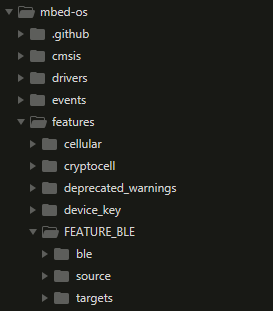 mbed-os
.github
cmsis
drivers
events
features
cellular
cryptocell
deprecated_warnings
device_key
FEATURE_BLE
ble
source
targets